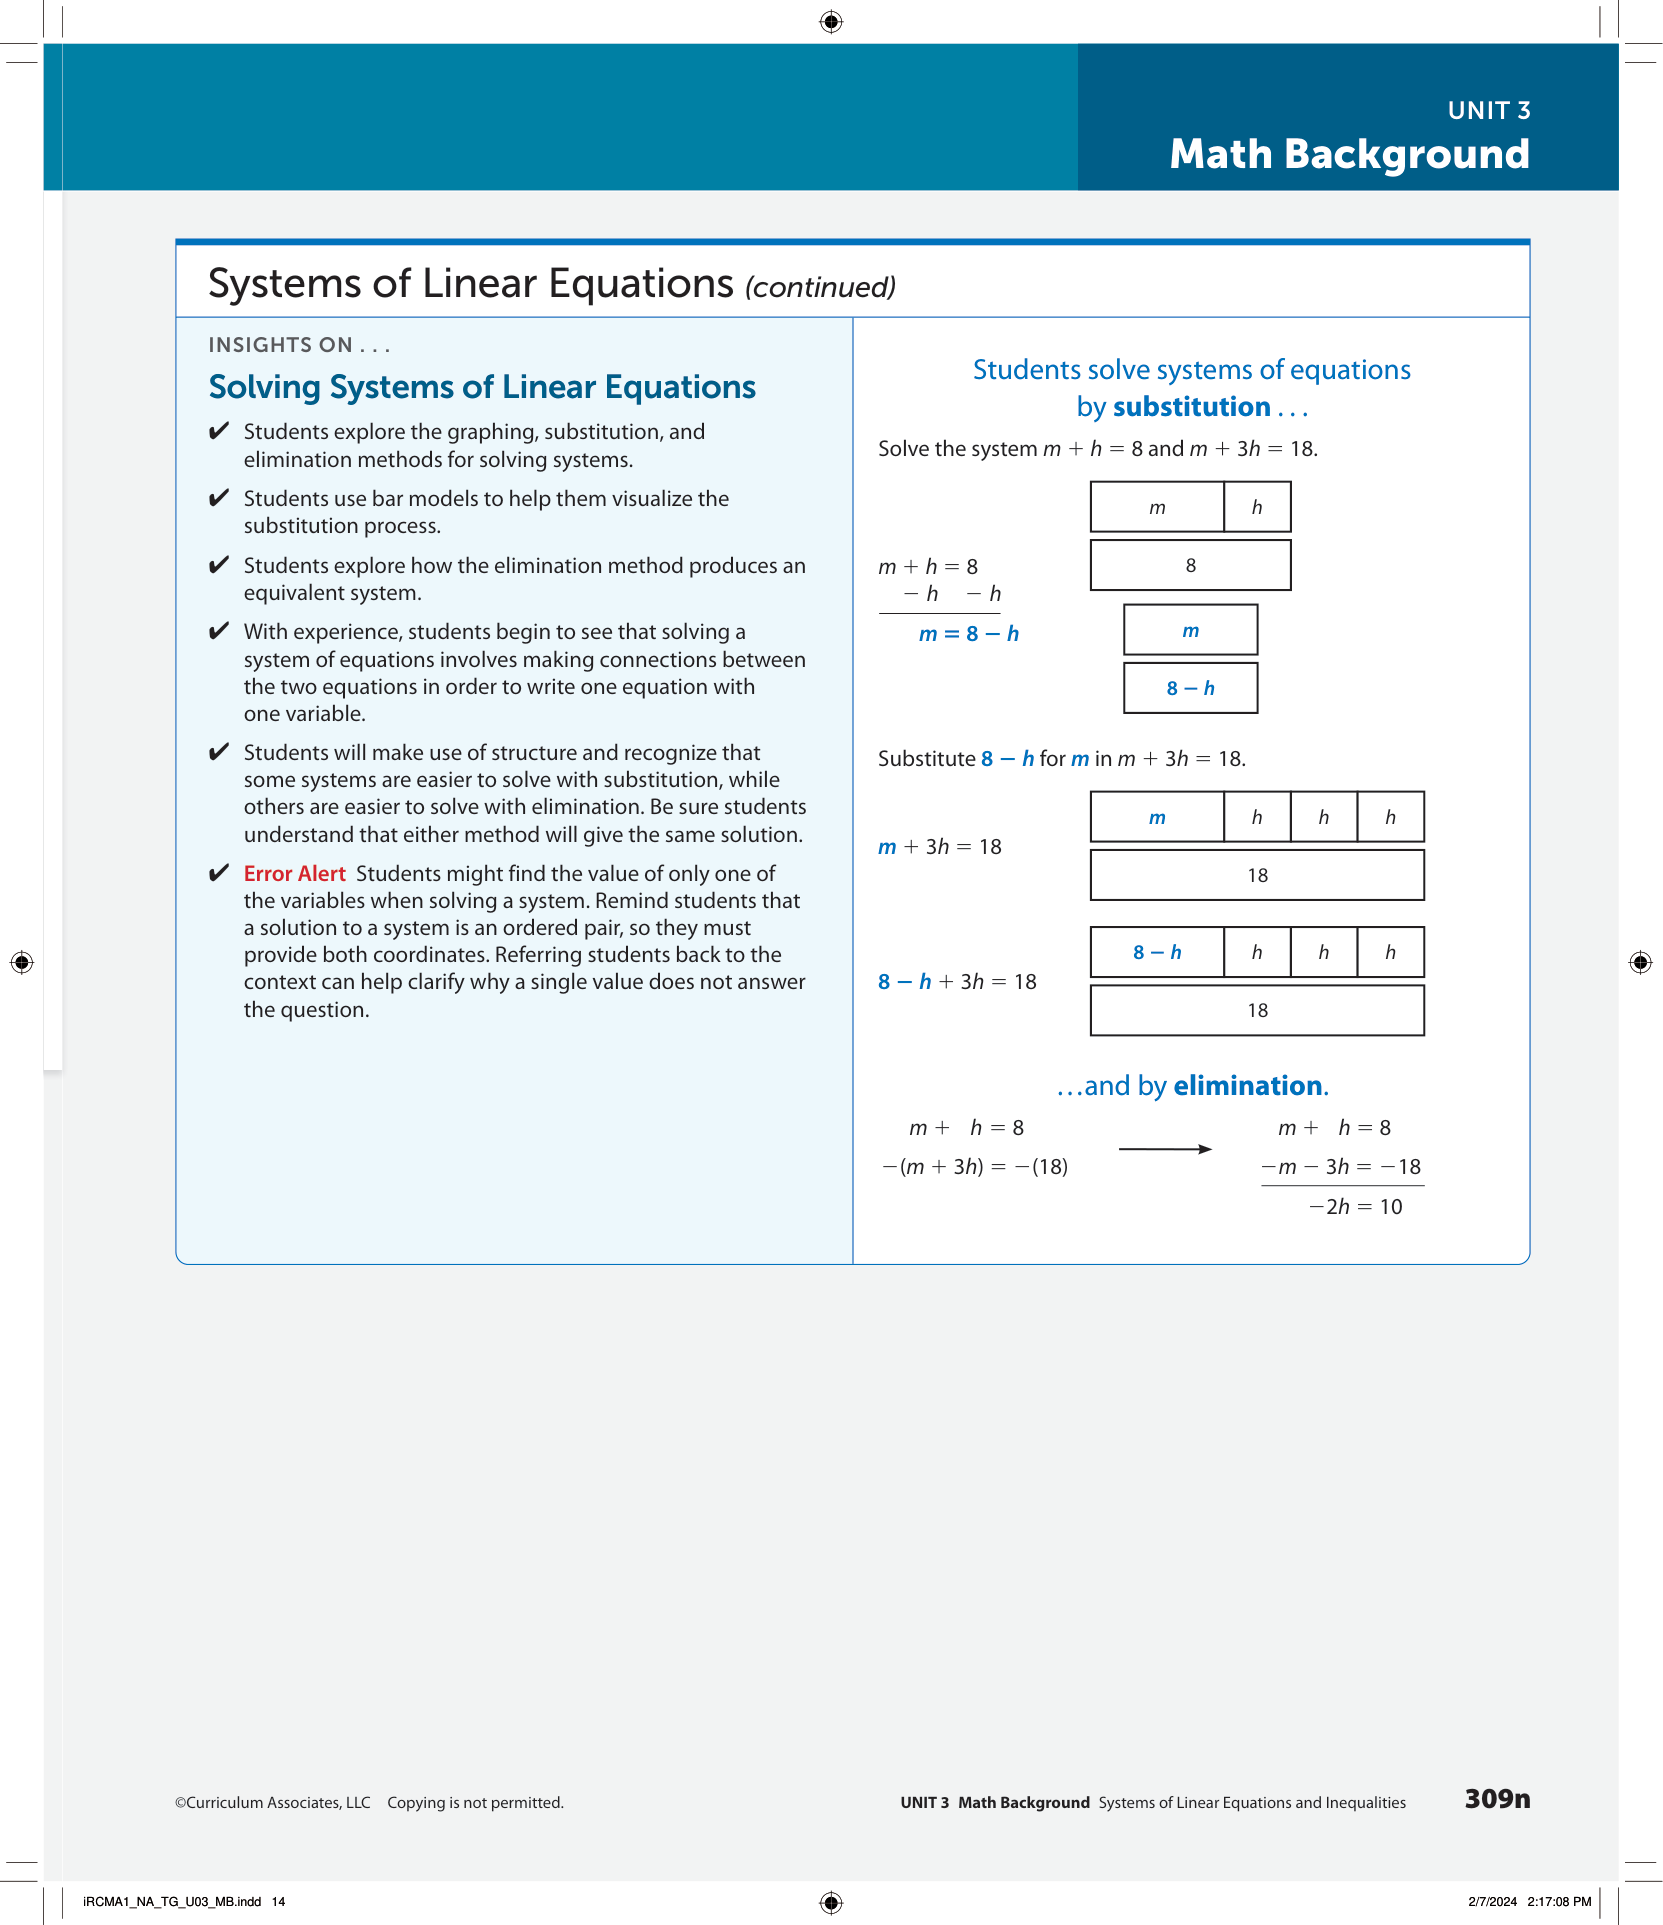 UNIT 3
Math Background
Systems of Linear Equations (continued)
INSIGHTS ON . . .
Solving Systems of Linear Equations
✔ Students explore the graphing, substitution, and
elimination methods for solving systems.
✔ Students use bar models to help them visualize the
substitution process.
✔ Students explore how the elimination method produces an
equivalent system.
✔ With experience, students begin to see that solving a
system of equations involves making connections between
the two equations in order to write one equation with
one variable.
✔ Students will make use of structure and recognize that
some systems are easier to solve with substitution, while
others are easier to solve with elimination. Be sure students
understand that either method will give the same solution.
✔ Error Alert Students might find the value of only one of
the variables when solving a system. Remind students that
a solution to a system is an ordered pair, so they must
provide both coordinates. Referring students back to the
context can help clarify why a single value does not answer
the question.
Students solve systems of equations
by substitution . . .
Solve the system m + h = 8 and m + 3h = 18.
m h
8
m + h = 8
− h − h
m = 8 − h
m
8 − h
Substitute 8 − h for m in m + 3h = 18.
m h h h
m + 3h = 18
18
8 − h h h h
8 − h + 3h = 18
18
. . .and by elimination.
m + h = 8
−(m + 3h) = −(18)
m + h = 8
−m − 3h = −18
−2h = 10
©Curriculum Associates, LLC Copying is not permitted.
UNIT 3 Math Background Systems of Linear Equations and Inequalities 309n
iRCMA1_NA_TG_U03_MB.indd 14
2/7/2024 2:17:08 PM